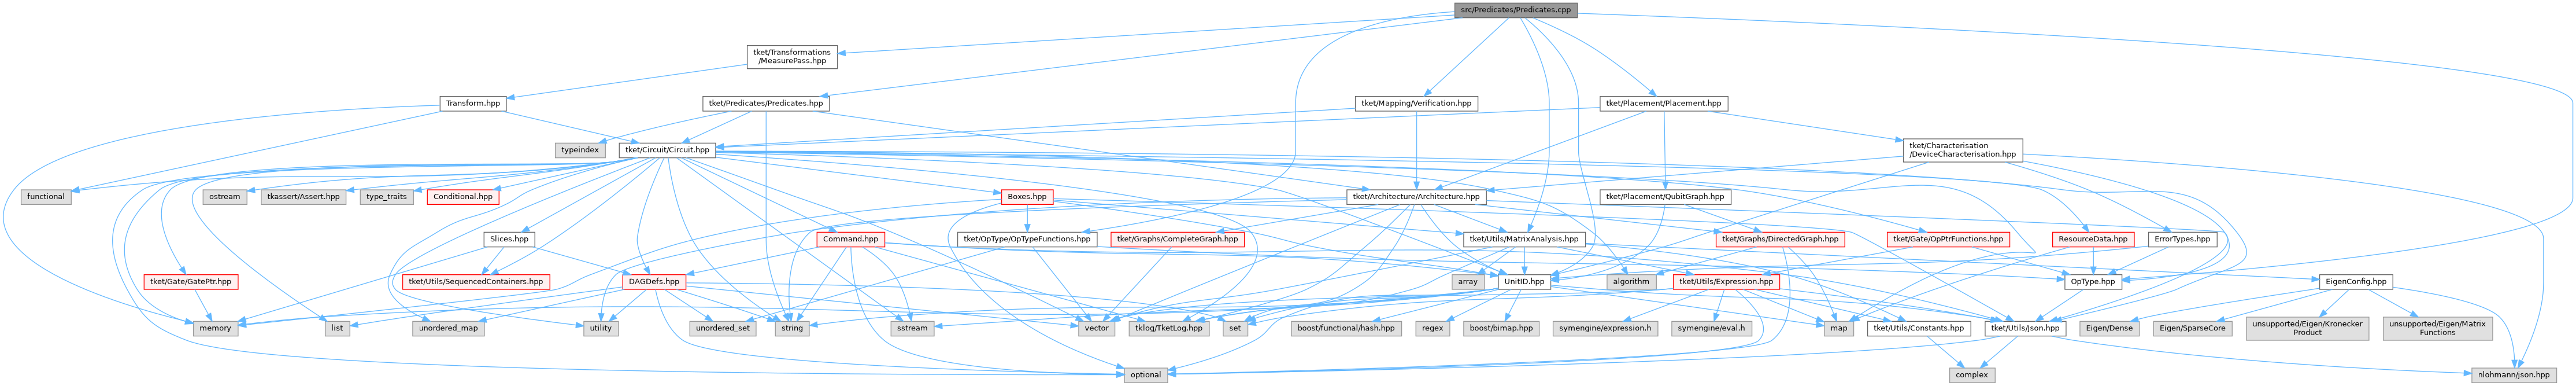 src/Predicates/Predicates.cpp
tket/Transformations
/MeasurePass.hpp
Transform.hpp
tket/Predicates/Predicates.hpp
tket/Mapping/Verification.hpp
tket/Placement/Placement.hpp
typeindex
tket/Circuit/Circuit.hpp
tket/Characterisation
/DeviceCharacterisation.hpp
functional
ostream
tkassert/Assert.hpp
type_traits
Conditional.hpp
Boxes.hpp
tket/Architecture/Architecture.hpp
tket/Placement/QubitGraph.hpp
Slices.hpp
Command.hpp
tket/OpType/OpTypeFunctions.hpp
tket/Graphs/CompleteGraph.hpp
tket/Utils/MatrixAnalysis.hpp
tket/Graphs/DirectedGraph.hpp
tket/Gate/OpPtrFunctions.hpp
ResourceData.hpp
ErrorTypes.hpp
tket/Gate/GatePtr.hpp
tket/Utils/SequencedContainers.hpp
DAGDefs.hpp
array
UnitID.hpp
algorithm
tket/Utils/Expression.hpp
OpType.hpp
EigenConfig.hpp
memory
list
unordered_map
utility
unordered_set
string
sstream
vector
tklog/TketLog.hpp
set
boost/functional/hash.hpp
regex
boost/bimap.hpp
symengine/expression.h
symengine/eval.h
map
tket/Utils/Constants.hpp
tket/Utils/Json.hpp
Eigen/Dense
Eigen/SparseCore
unsupported/Eigen/Kronecker
Product
unsupported/Eigen/Matrix
Functions
optional
complex
nlohmann/json.hpp